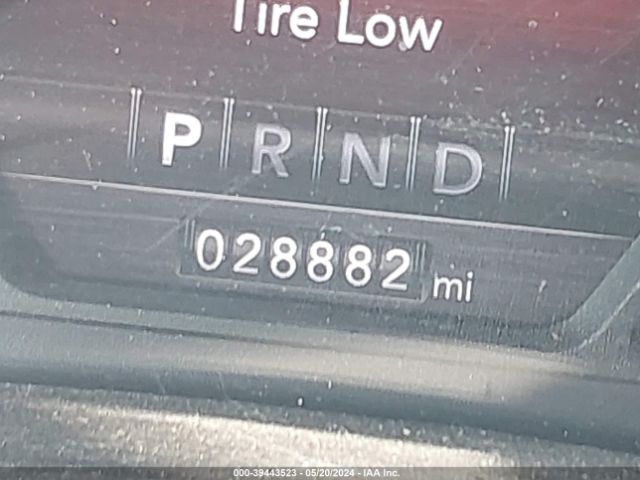 Tire Low
P R N D
028882 mi
000-39443523 - 05/20/2024 - IAA Inc.